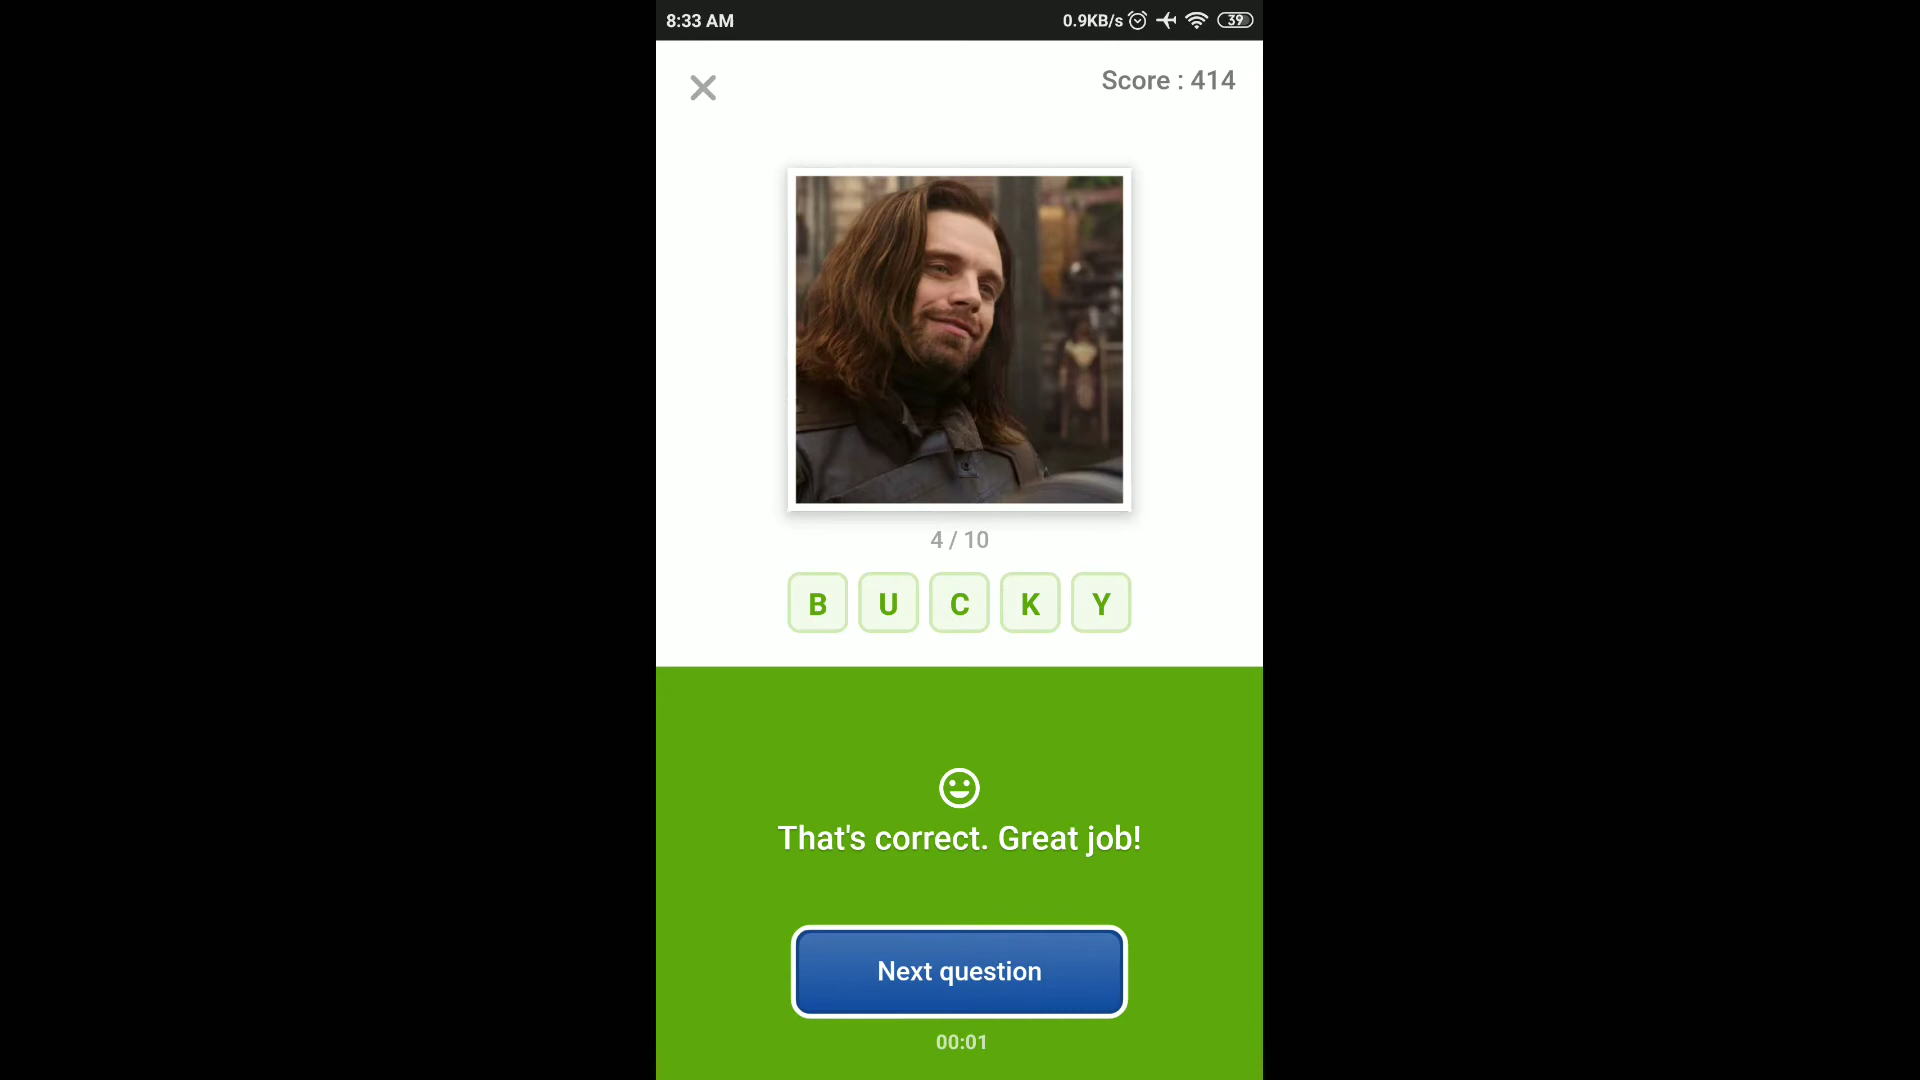 8:33 AM 0.9KB/s 39
Score : 414
4 / 10
B U C K Y
That's correct. Great job!
Next question
00:01